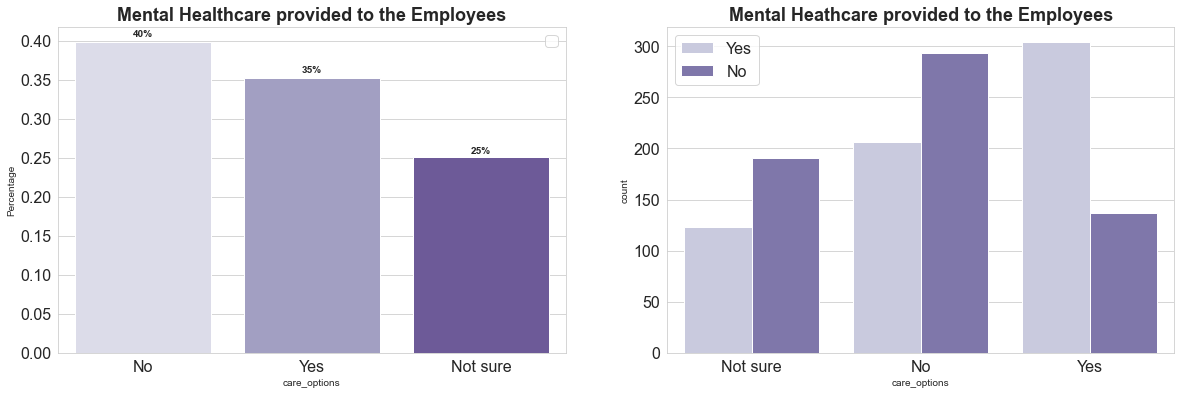 Mental Healthcare provided to the Employees
0.40
0.35
0.30
0.25
0.20
0.15
0.10
0.05
0.00
Percentage
40%
35%
25%
No Yes Not sure
care_options
Mental Heathcare provided to the Employees
Yes
No
300
250
200
150
100
50
0
count
Not sure No Yes
care_options